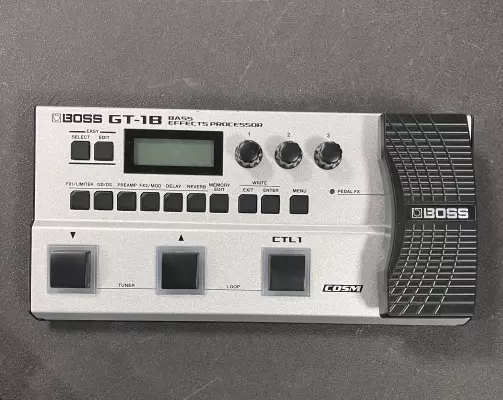 BOSS GT-1B BASS
EFFECTS PROCESSOR
EASY
SELECT EDIT
1 2 3
FX1/LIMITER OD/DS PREAMP FX2/MOD DELAY REVERB MEMORY
EDIT
WRITE
EXIT ENTER MENU
PEDAL FX
BOSS
▼ ▲ CTL1
TUNER LOOP
COSM